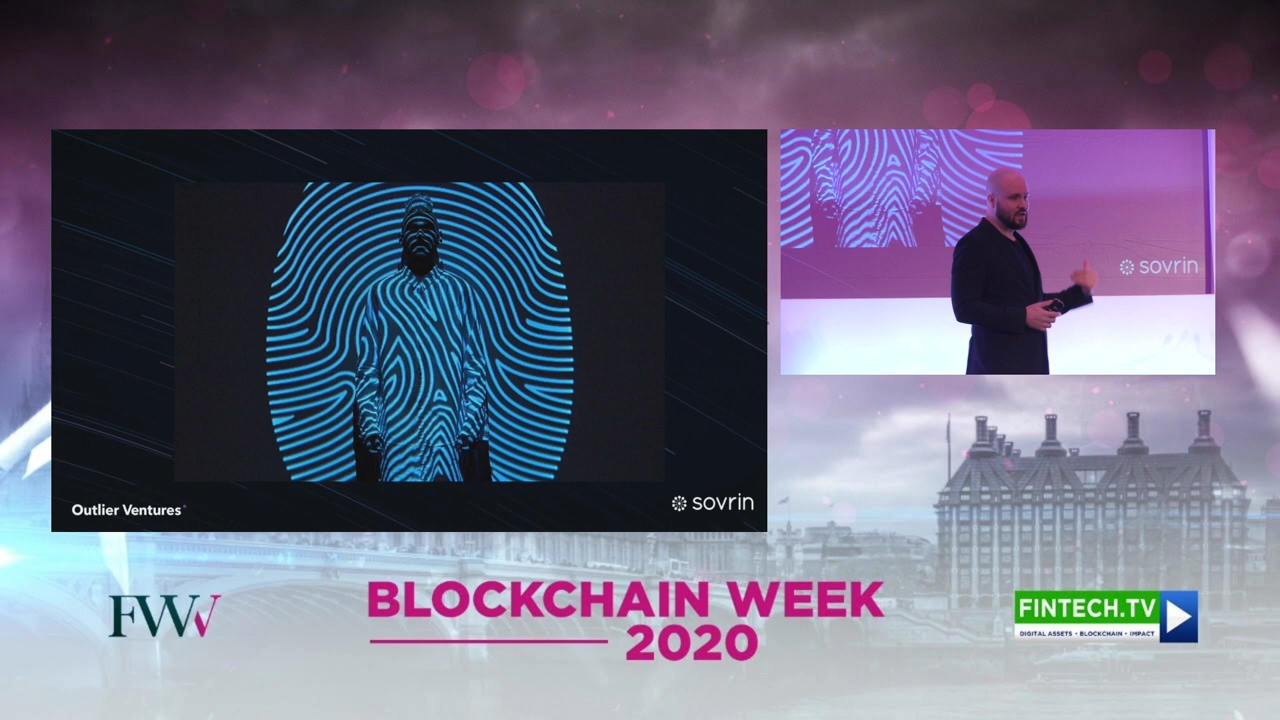 sovrin
Outlier Ventures
sovrin
FWW
BLOCKCHAIN WEEK
2020
FINTECH.TV
DIGITAL ASSETS • BLOCKCHAIN • IMPACT